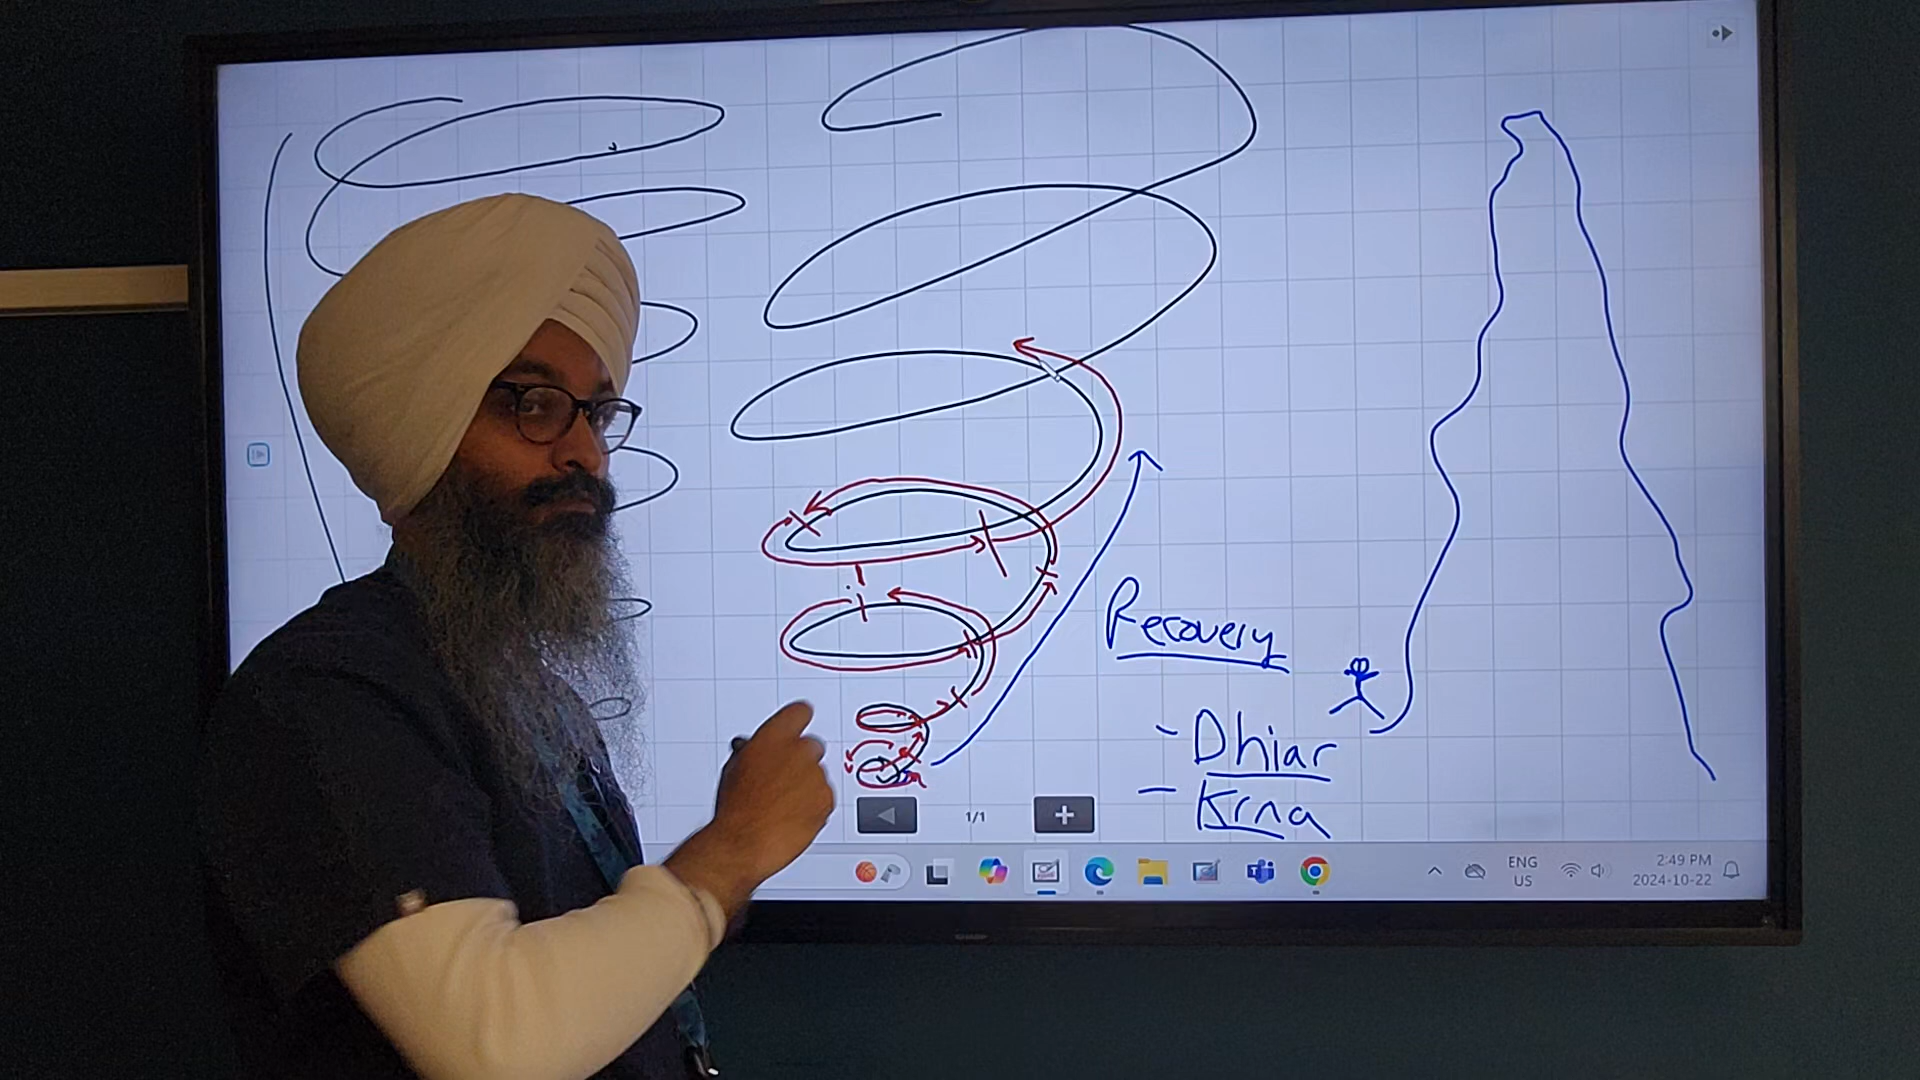 Recovery
- Dhiar
- Krna
1/1
ENG
US
2:49 PM
2024-10-22